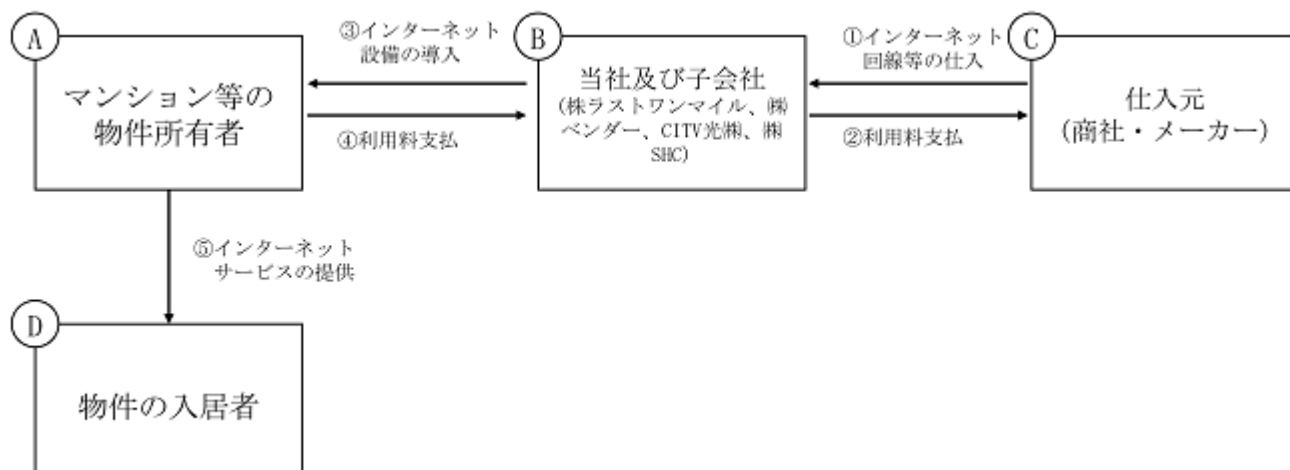 A
マンション等の
物件所有者
③インターネット
設備の導入
④利用料支払
B
当社及び子会社
(株ラストワンマイル、㈱
ベンダー、CITV光㈱、㈱
SHC)
①インターネット
回線等の仕入
②利用料支払
C
仕入元
(商社・メーカー)
⑤インターネット
サービスの提供
D
物件の入居者